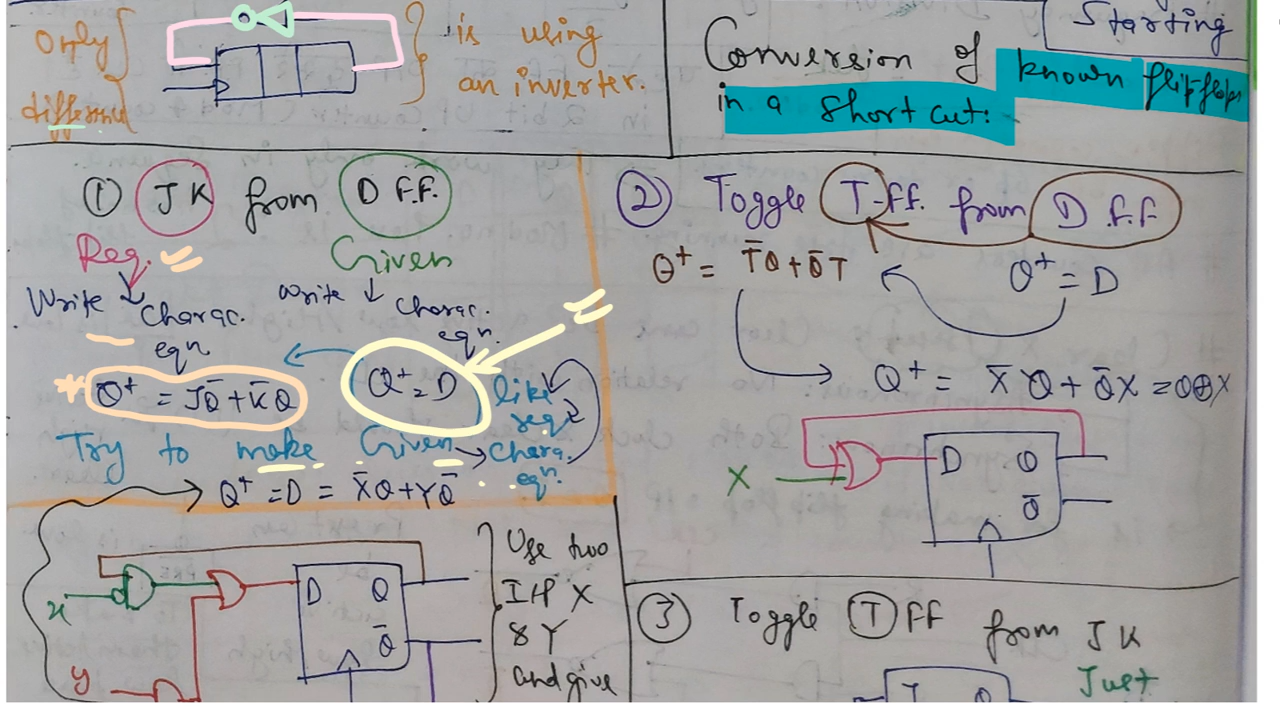 Only
difference
is using
an inverter.
Starting
Conversion of known flip flops
in a short cut:
① JK from D F.F.
Req. Given
Write ↓ Charac. eqn
write ↓ Charac. eqn.
Q⁺ = JQ̄ + K̄Q
Q⁺ = D
like req. Chara. eqn.
Try to make Given →
→ Q⁺ = D = X̄Q + YQ̄
x
y
D Q
Q̄
Use two
I/P X
& Y
and give
② Toggle T-FF. from D F.F
Q⁺ = T̄Q + Q̄T
Q⁺ = D
Q⁺ = X̄Q + Q̄X = Q⊕X
X
D Q
Q̄
③ Toggle T FF from JK
Just
J Q